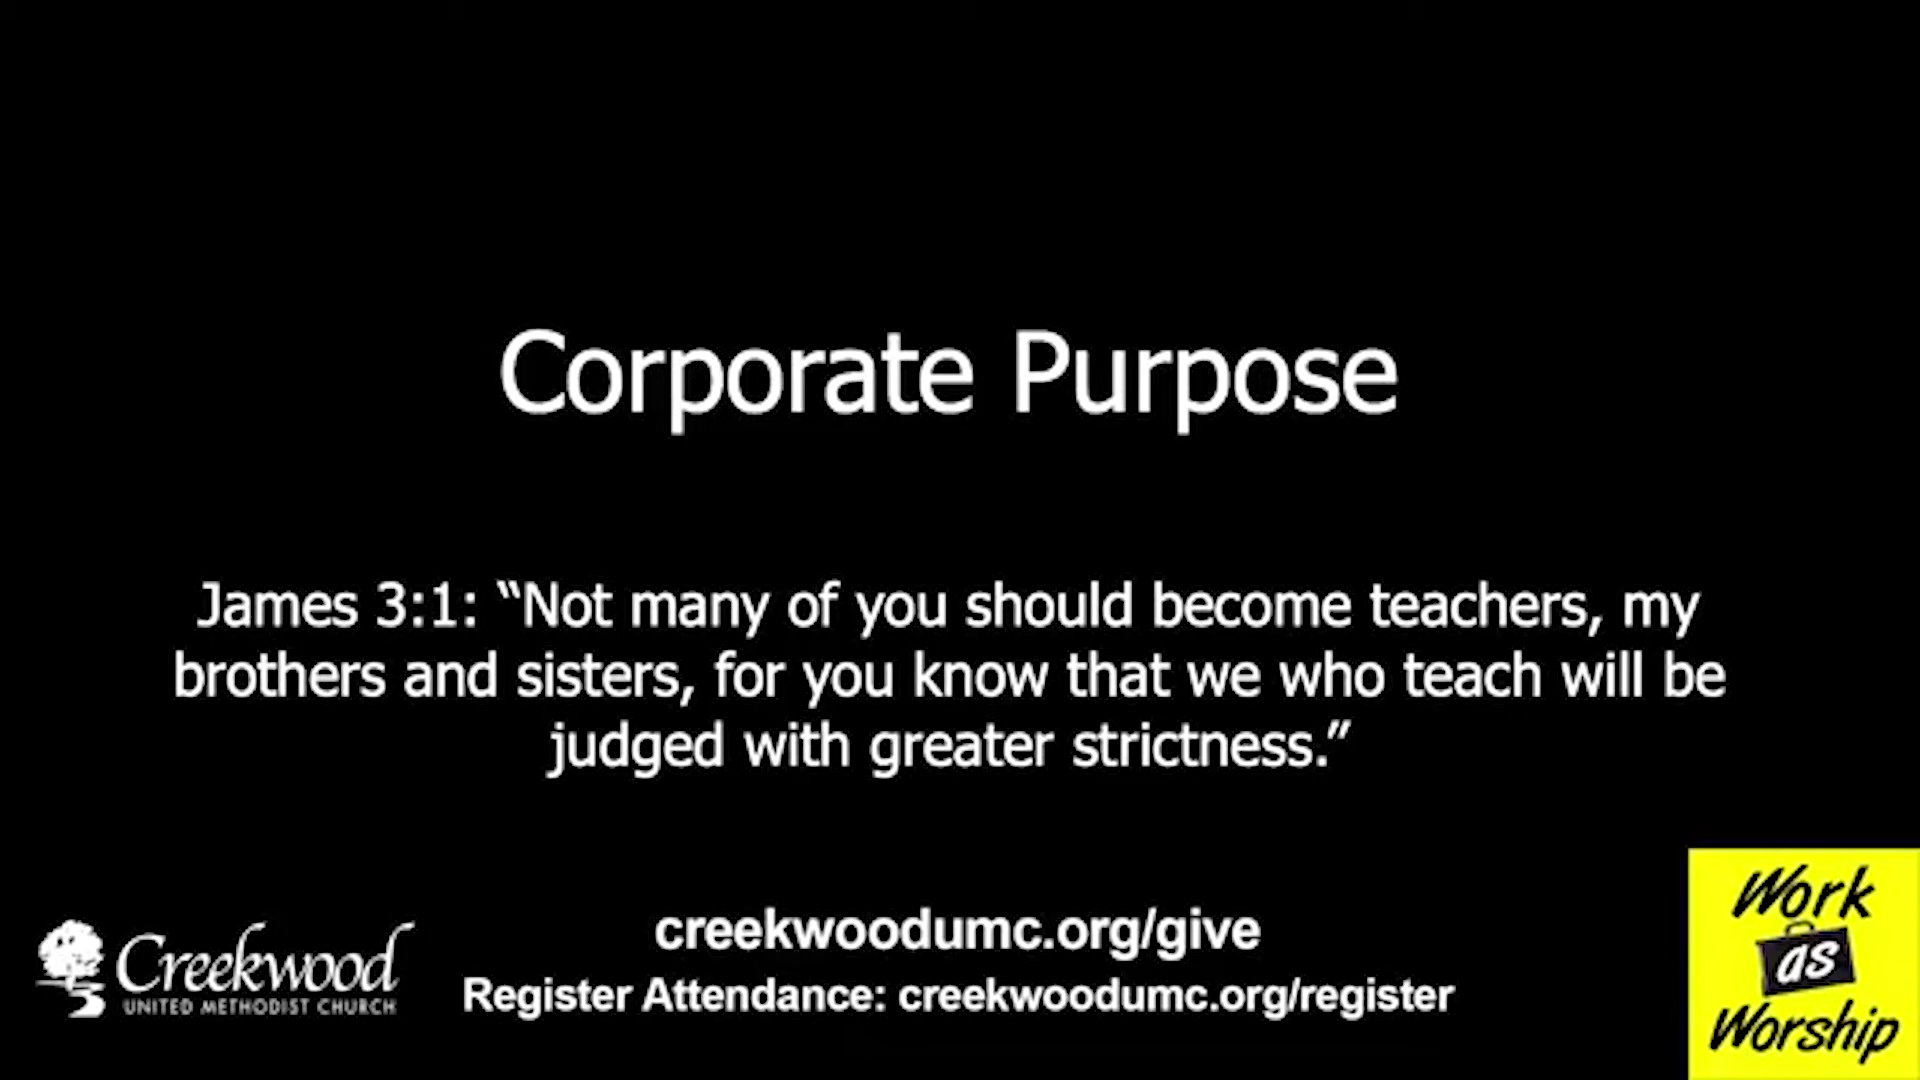 Corporate Purpose
James 3:1: “Not many of you should become teachers, my
brothers and sisters, for you know that we who teach will be
judged with greater strictness.”
creekwoodumc.org/give
Register Attendance: creekwoodumc.org/register
Creekwood
UNITED METHODIST CHURCH
Work
as
Worship